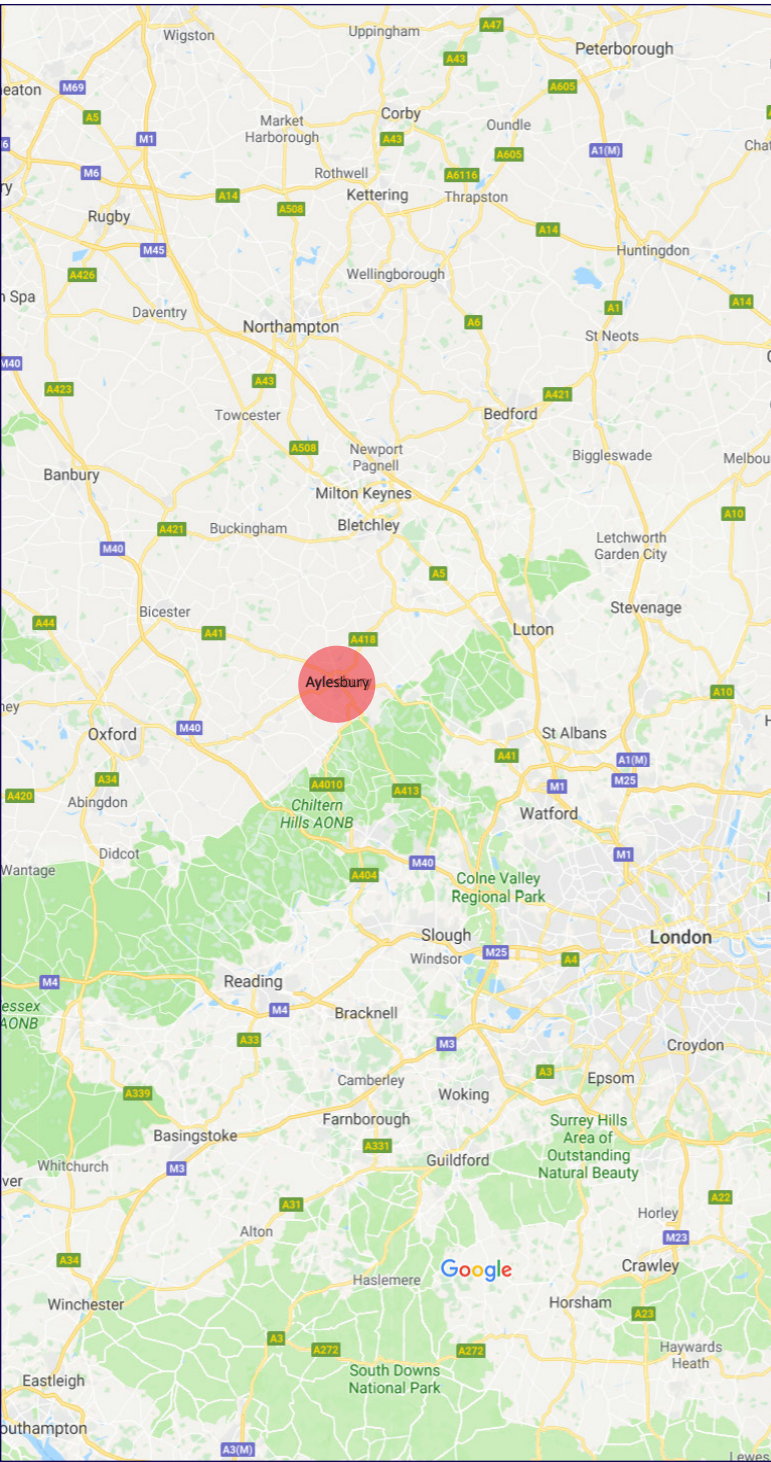 A47
Wigston
Uppingham
Peterborough
A43
eaton
M69
A605
A5
Corby
Market
Harborough
Oundle
6
M1
A43
A1(M)
Chat
A605
M6
Rothwell
A6116
ry
A14
Kettering
Thrapston
A508
Rugby
A14
M45
Huntingdon
A426
Wellingborough
n Spa
A14
Daventry
A1
Northampton
A6
St Neots
M40
A423
A43
A421
Towcester
Bedford
A508
Newport
Pagnell
Biggleswade
Melbou
Banbury
Milton Keynes
A10
A421
Buckingham
Bletchley
Letchworth
Garden City
M40
A5
Bicester
Stevenage
A44
A41
Luton
A418
Aylesbury
A10
ney
M40
Oxford
St Albans
H
A41
A1(M)
A34
M25
A4010
M1
A420
A413
Abingdon
Chiltern
Hills AONB
Watford
Didcot
M1
Wantage
M40
A404
Colne Valley
Regional Park
Slough
London
M25
Windsor
A4
M4
Reading
essex
AONB
M4
Bracknell
A33
M3
Croydon
A3
Epsom
Camberley
A339
Woking
Farnborough
Surrey Hills
Area of
Outstanding
Natural Beauty
Basingstoke
A331
Guildford
Whitchurch
M3
ver
A22
A31
Horley
Alton
M23
A34
Google
Crawley
Haslemere
Winchester
Horsham
A23
A3
A272
A272
Haywards
Heath
South Downs
National Park
Eastleigh
outhampton
A3(M)
Lewes